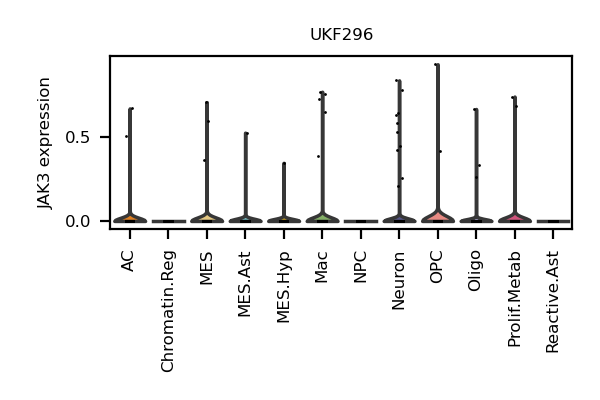 UKF296
JAK3 expression
0.5
0.0
AC
Chromatin.Reg
MES
MES.Ast
MES.Hyp
Mac
NPC
Neuron
OPC
Oligo
Prolif.Metab
Reactive.Ast